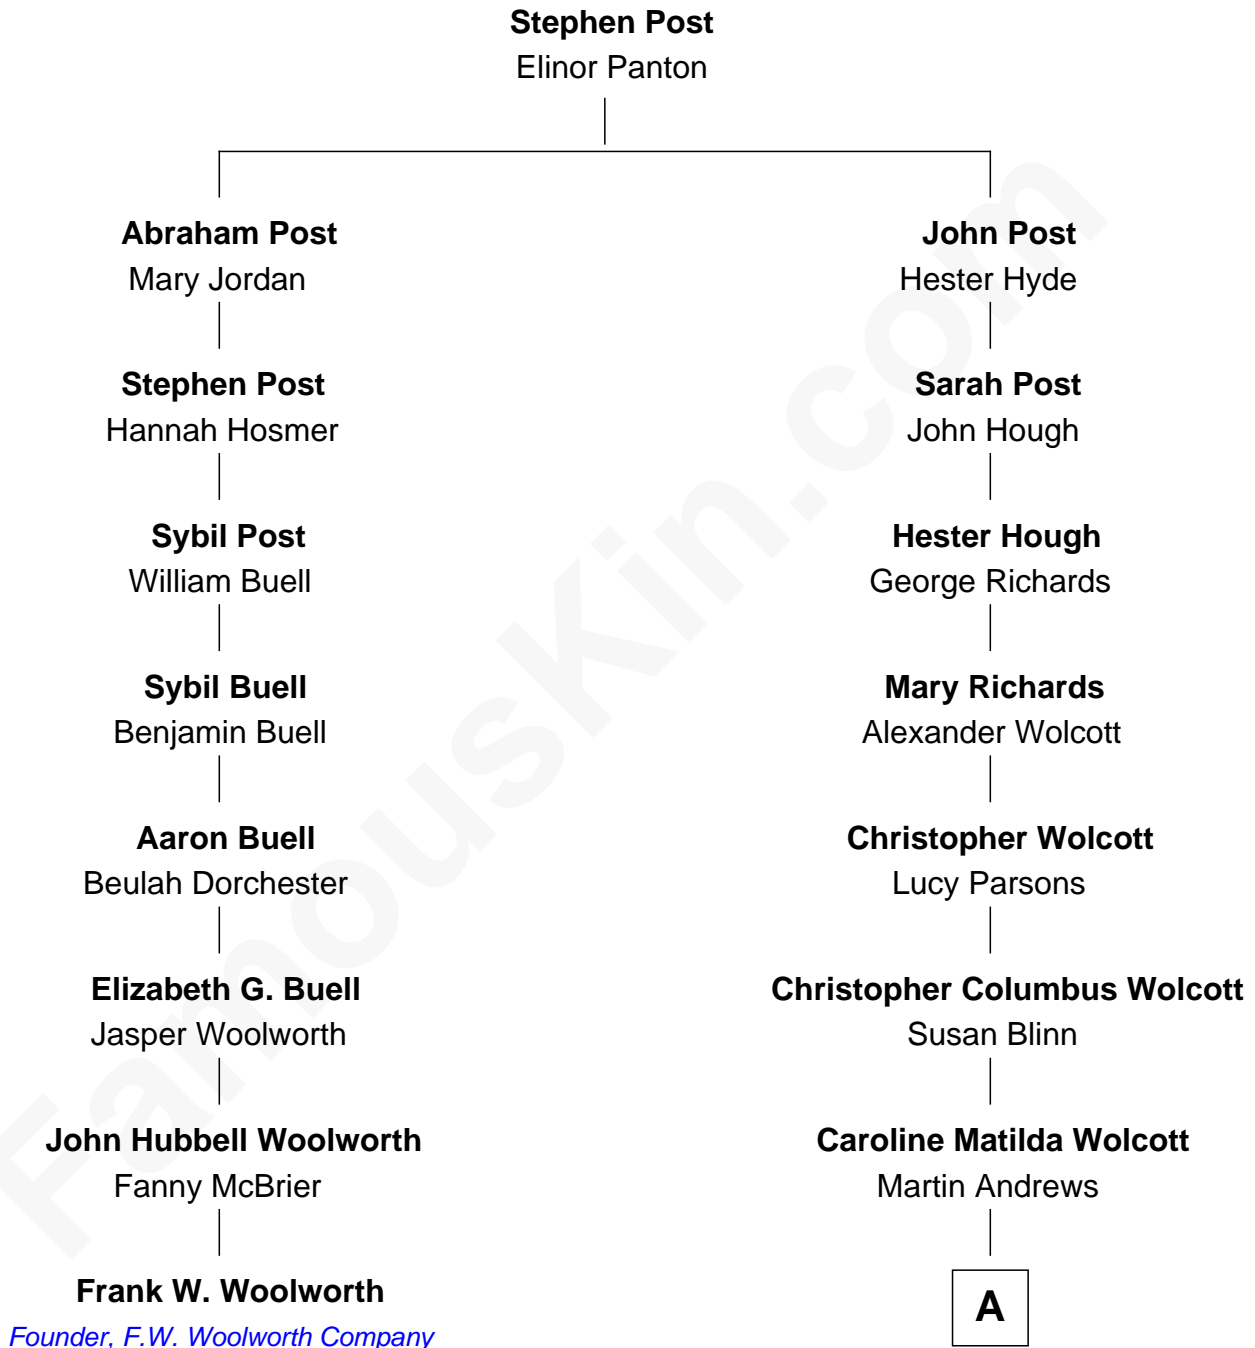 Stephen Post
Elinor Panton
Abraham Post
Mary Jordan
John Post
Hester Hyde
Stephen Post
Hannah Hosmer
Sarah Post
John Hough
Sybil Post
William Buell
Hester Hough
George Richards
Sybil Buell
Benjamin Buell
Mary Richards
Alexander Wolcott
Aaron Buell
Beulah Dorchester
Christopher Wolcott
Lucy Parsons
Elizabeth G. Buell
Jasper Woolworth
Christopher Columbus Wolcott
Susan Blinn
John Hubbell Woolworth
Fanny McBrier
Caroline Matilda Wolcott
Martin Andrews
Frank W. Woolworth
Founder, F.W. Woolworth Company
A
FamousKin.com